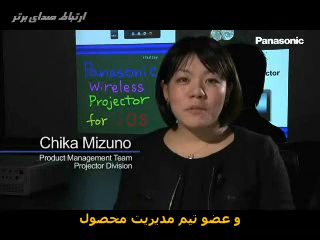 ارتباط صدای برتر
Panasonic
Panasonic
Wireless
Projector
for iOS
Chika Mizuno
Product Management Team
Projector Division
و عضو تیم مدیریت محصول